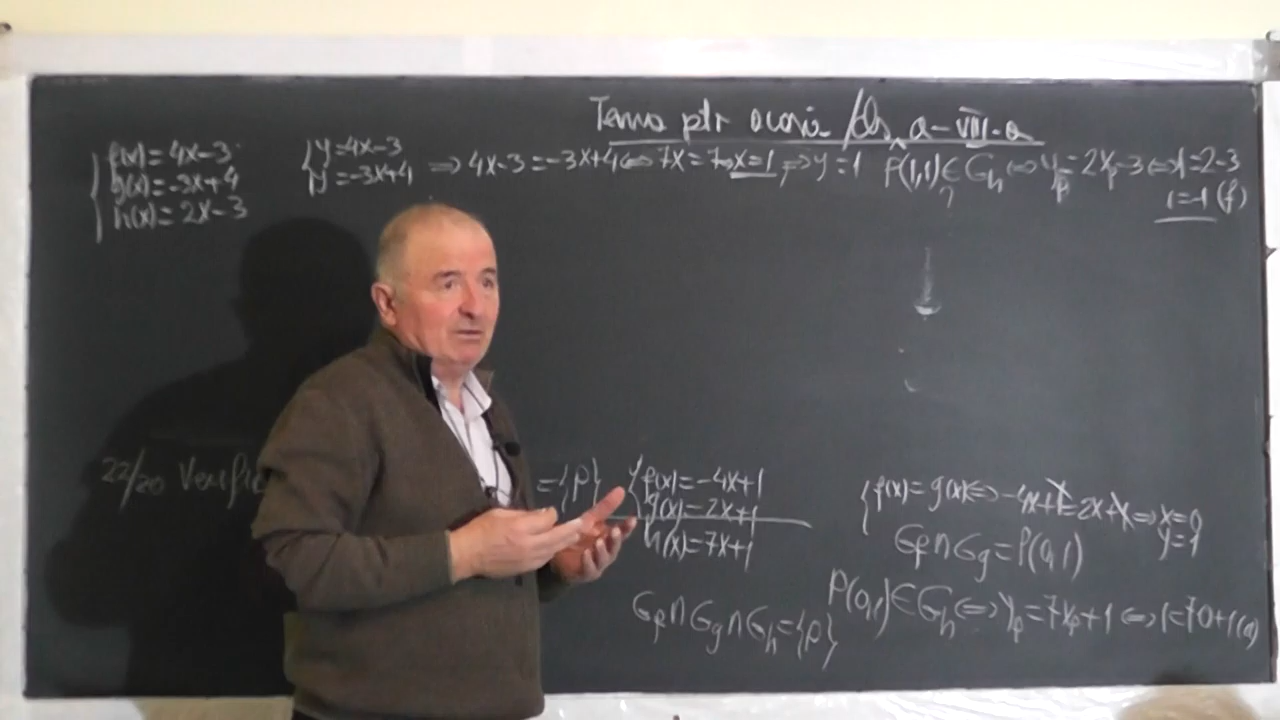 Tema ptr acasă /cls. a-VIII-a
f(x)=4x-3
g(x)=-3x+4
h(x)=2x-3
y=4x-3
y=-3x+4
⇒ 4x-3=-3x+4 ⇔ 7x=7 ⇒ x=1 ⇒ y=1 P(1,1) ∈ Gh ⇔ yp=2xp-3 ⇔ 1=2-3
?
1=-1 (f)
22/20 Verific
={P}
f(x)=-4x+1
g(x)=2x+1
h(x)=7x+1
Gf∩Gg∩Gh={P}
f(x)=g(x) ⇔ -4x+1=2x+1 ⇒ x=0
y=1
Gf∩Gg=P(0,1)
P(0,1)∈Gh ⇔ yp=7xp+1 ⇔ 1=7·0+1 (a)